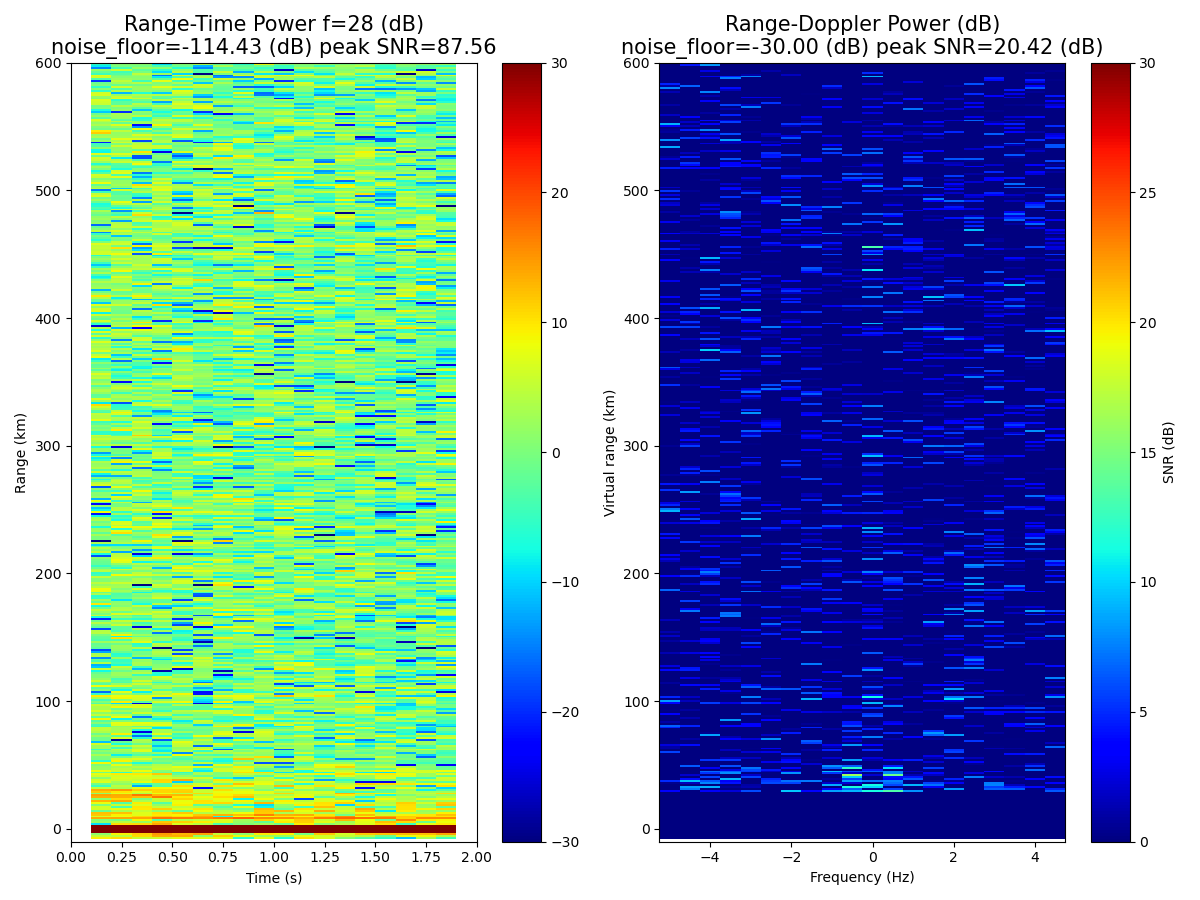 Range-Time Power f=28 (dB)
noise_floor=-114.43 (dB) peak SNR=87.56
Range-Doppler Power (dB)
noise_floor=-30.00 (dB) peak SNR=20.42 (dB)
Range (km)
600
500
400
300
200
100
0
0.00 0.25 0.50 0.75 1.00 1.25 1.50 1.75 2.00
Time (s)
30
20
10
0
−10
−20
−30
Virtual range (km)
600
500
400
300
200
100
0
−4 −2 0 2 4
Frequency (Hz)
30
25
20
15
10
5
0
SNR (dB)